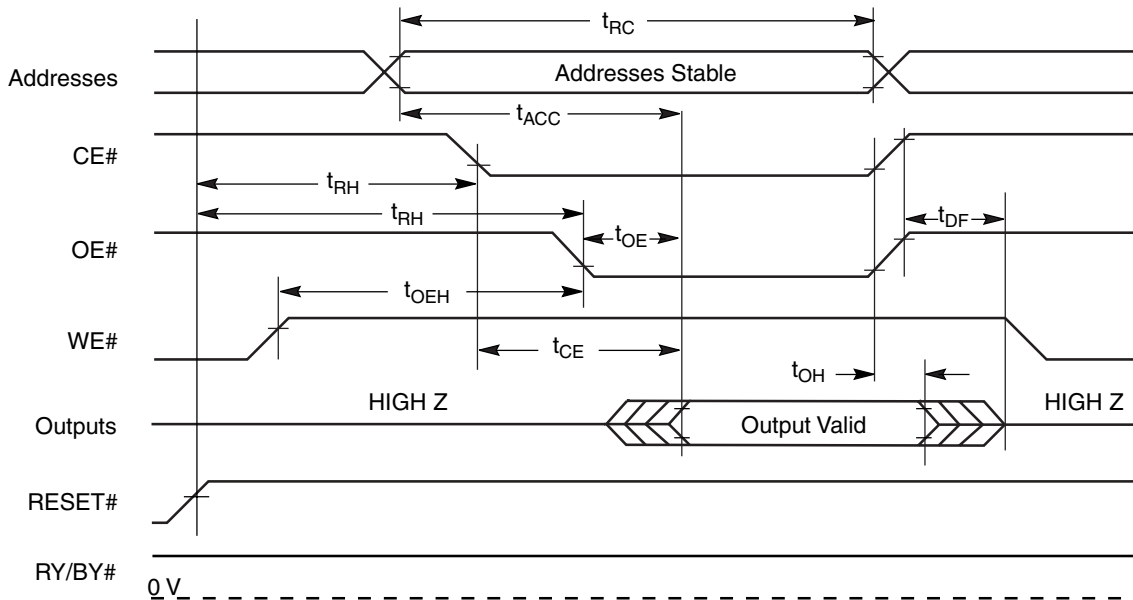 tRC
Addresses
Addresses Stable
tACC
CE#
tRH
tRH
tOE
tDF
OE#
tOEH
WE#
tCE
tOH
HIGH Z
HIGH Z
Outputs
Output Valid
RESET#
RY/BY#
0 V